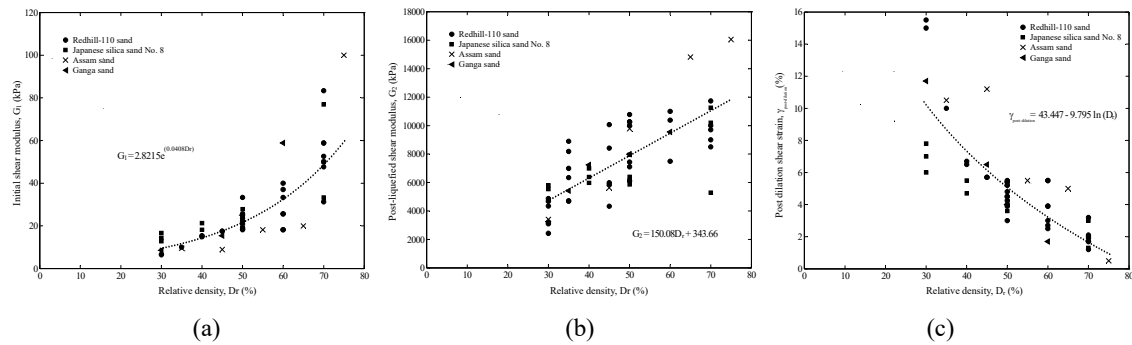 100
80
60
40
20
0
Initial shear modulus, G1 (kPa)
Redhill-110 sand
Japanese silica sand No. 8
Assam sand
Ganga sand
G1=2.8215e^(0.0408Dr)
0 10 20 30 40 50 60 70 80
Relative density, Dr (%)
(a)
16000
14000
12000
10000
8000
6000
4000
2000
0
Post-liquefied shear modulus, G2 (kPa)
Redhill-110 sand
Japanese silica sand No. 8
Assam sand
Ganga sand
G2=150.08Dr+343.66
0 10 20 30 40 50 60 70 80
Relative density, Dr (%)
(b)
16
14
12
10
8
6
4
2
0
Post dilation shear strain, γpost dilation (%)
Redhill-110 sand
Japanese silica sand No. 8
Assam sand
Ganga sand
γpost dilation = 43.447 - 9.795 ln (Dr)
0 10 20 30 40 50 60 70 80
Relative density, Dr (%)
(c)